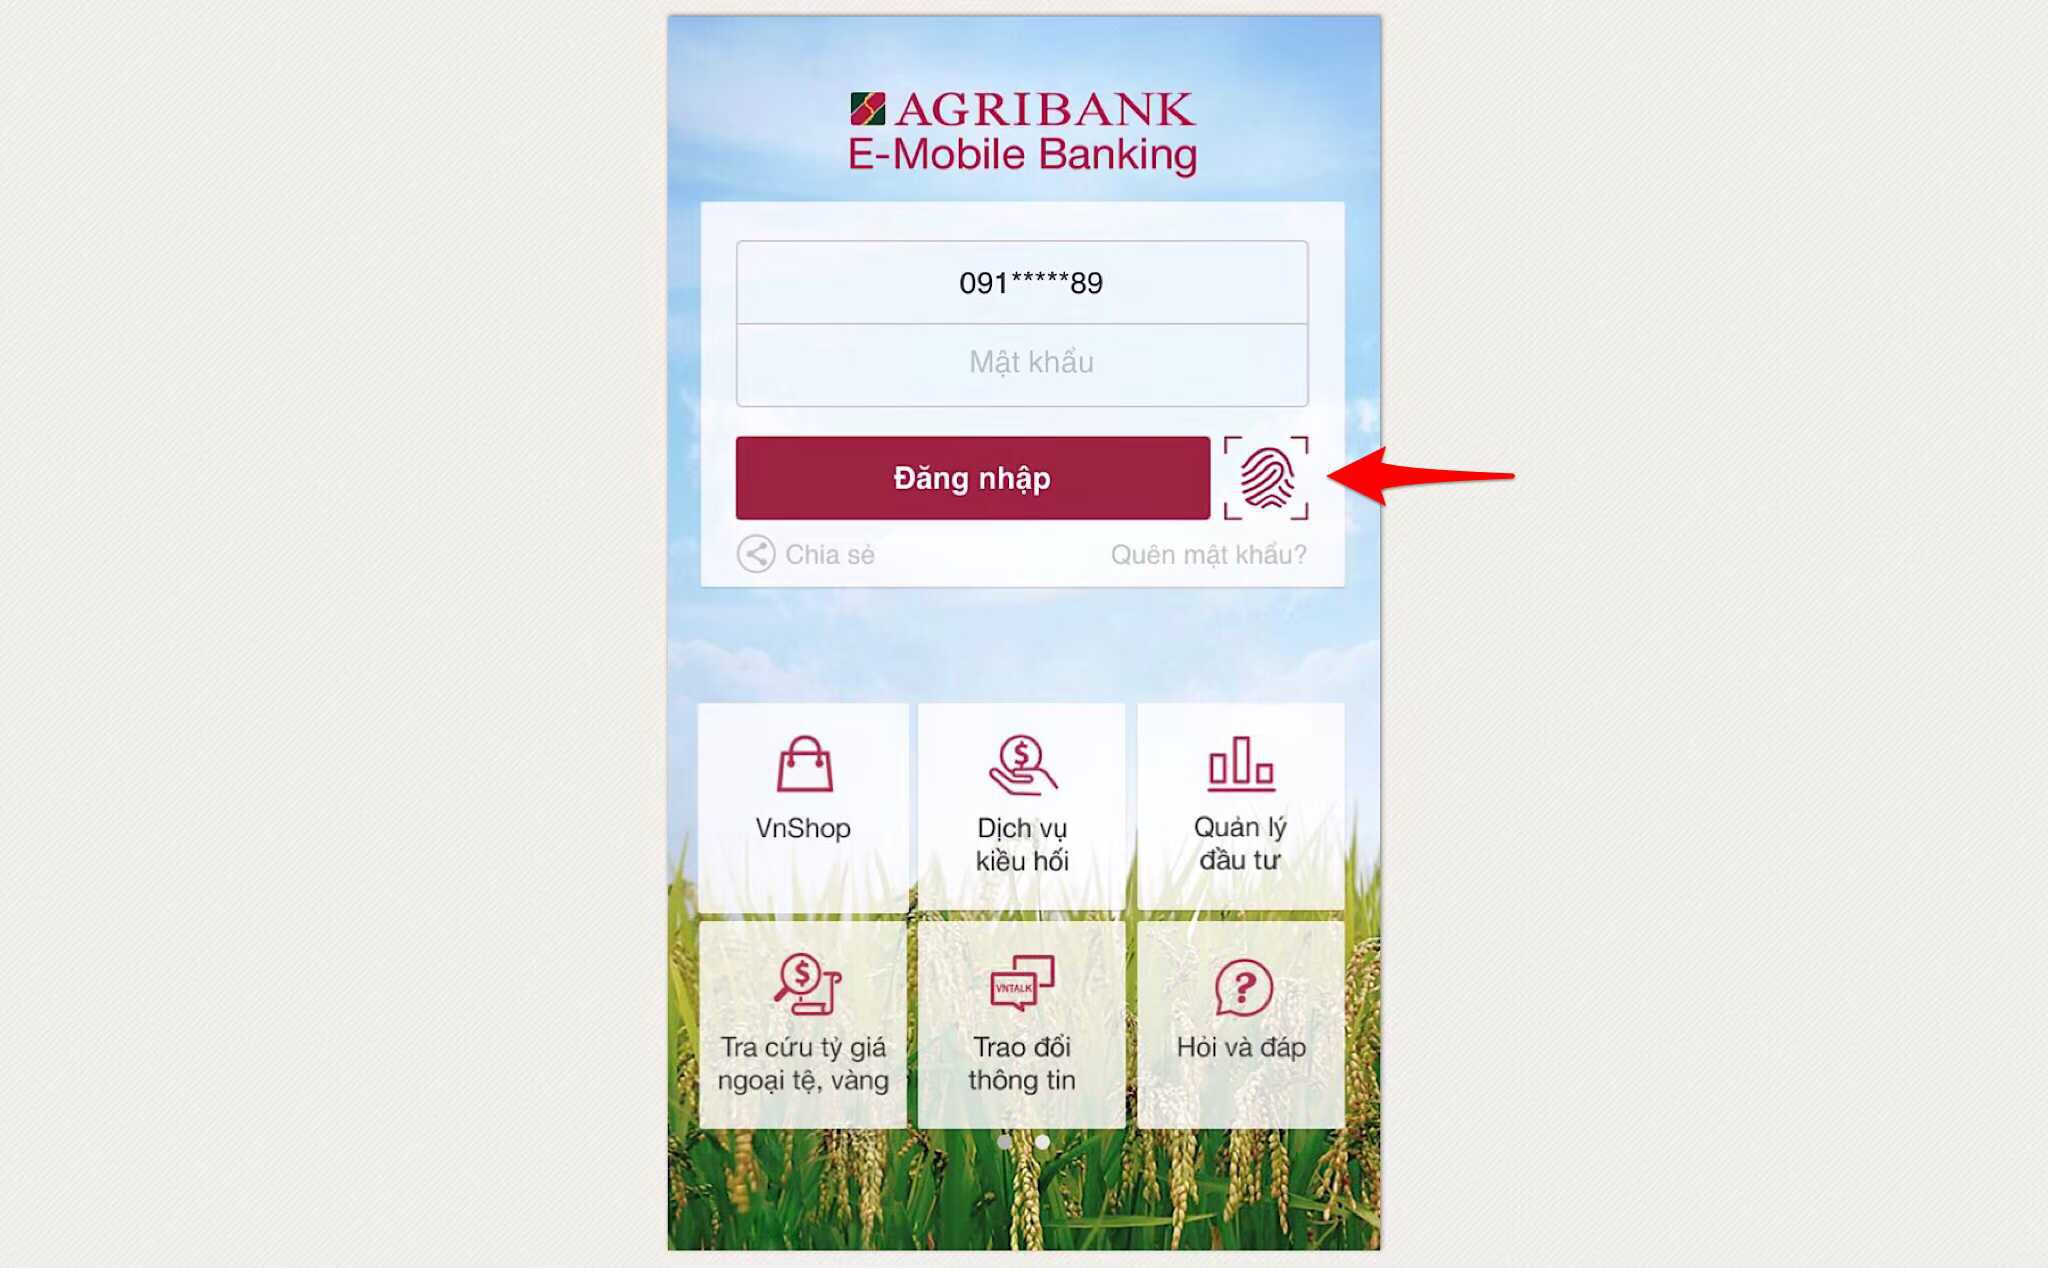 AGRIBANK
E-Mobile Banking
091*****89
Mật khẩu
Đăng nhập
Chia sẻ
Quên mật khẩu?
VnShop
Dịch vụ
kiều hối
Quản lý
đầu tư
Tra cứu tỷ giá
ngoại tệ, vàng
VNTALK
Trao đổi
thông tin
Hỏi và đáp